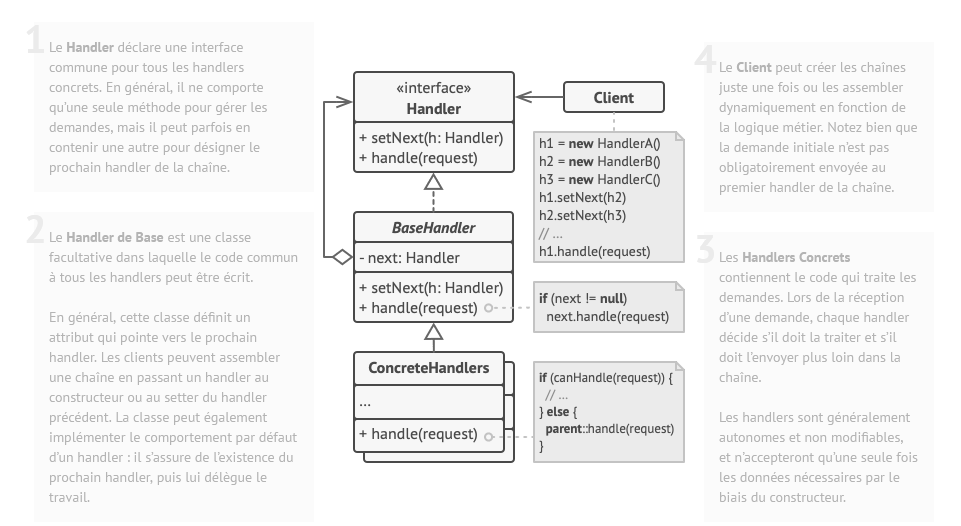 1
Le Handler déclare une interface
commune pour tous les handlers
concrets. En général, il ne comporte
qu'une seule méthode pour gérer les
demandes, mais il peut parfois en
contenir une autre pour désigner le
prochain handler de la chaîne.
2
Le Handler de Base est une classe
facultative dans laquelle le code commun
à tous les handlers peut être écrit.
En général, cette classe définit un
attribut qui pointe vers le prochain
handler. Les clients peuvent assembler
une chaîne en passant un handler au
constructeur ou au setter du handler
précédent. La classe peut également
implémenter le comportement par défaut
d'un handler : il s'assure de l'existence du
prochain handler, puis lui délègue le
travail.
«interface»
Handler
+ setNext(h: Handler)
+ handle(request)
BaseHandler
- next: Handler
+ setNext(h: Handler)
+ handle(request)
ConcreteHandlers
...
+ handle(request)
Client
h1 = new HandlerA()
h2 = new HandlerB()
h3 = new HandlerC()
h1.setNext(h2)
h2.setNext(h3)
// ...
h1.handle(request)
if (next != null)
next.handle(request)
if (canHandle(request)) {
// ...
} else {
parent::handle(request)
}
4
Le Client peut créer les chaînes
juste une fois ou les assembler
dynamiquement en fonction de
la logique métier. Notez bien que
la demande initiale n'est pas
obligatoirement envoyée au
premier handler de la chaîne.
3
Les Handlers Concrets
contiennent le code qui traite les
demandes. Lors de la réception
d'une demande, chaque handler
décide s'il doit la traiter et s'il
doit l'envoyer plus loin dans la
chaîne.
Les handlers sont généralement
autonomes et non modifiables,
et n'accepteront qu'une seule fois
les données nécessaires par le
biais du constructeur.